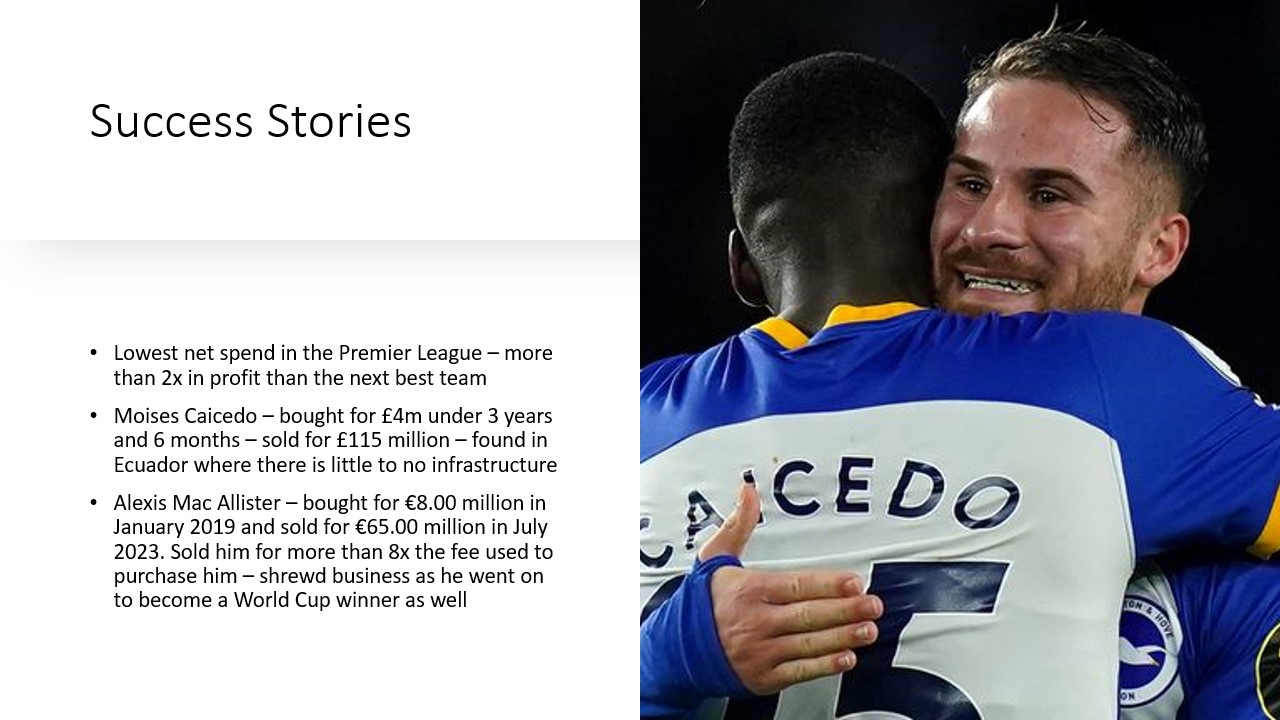 Success Stories
• Lowest net spend in the Premier League – more
than 2x in profit than the next best team
• Moises Caicedo – bought for £4m under 3 years
and 6 months – sold for £115 million – found in
Ecuador where there is little to no infrastructure
• Alexis Mac Allister – bought for €8.00 million in
January 2019 and sold for €65.00 million in July
2023. Sold him for more than 8x the fee used to
purchase him – shrewd business as he went on
to become a World Cup winner as well
CAICEDO
5
TON & HOVE
ON